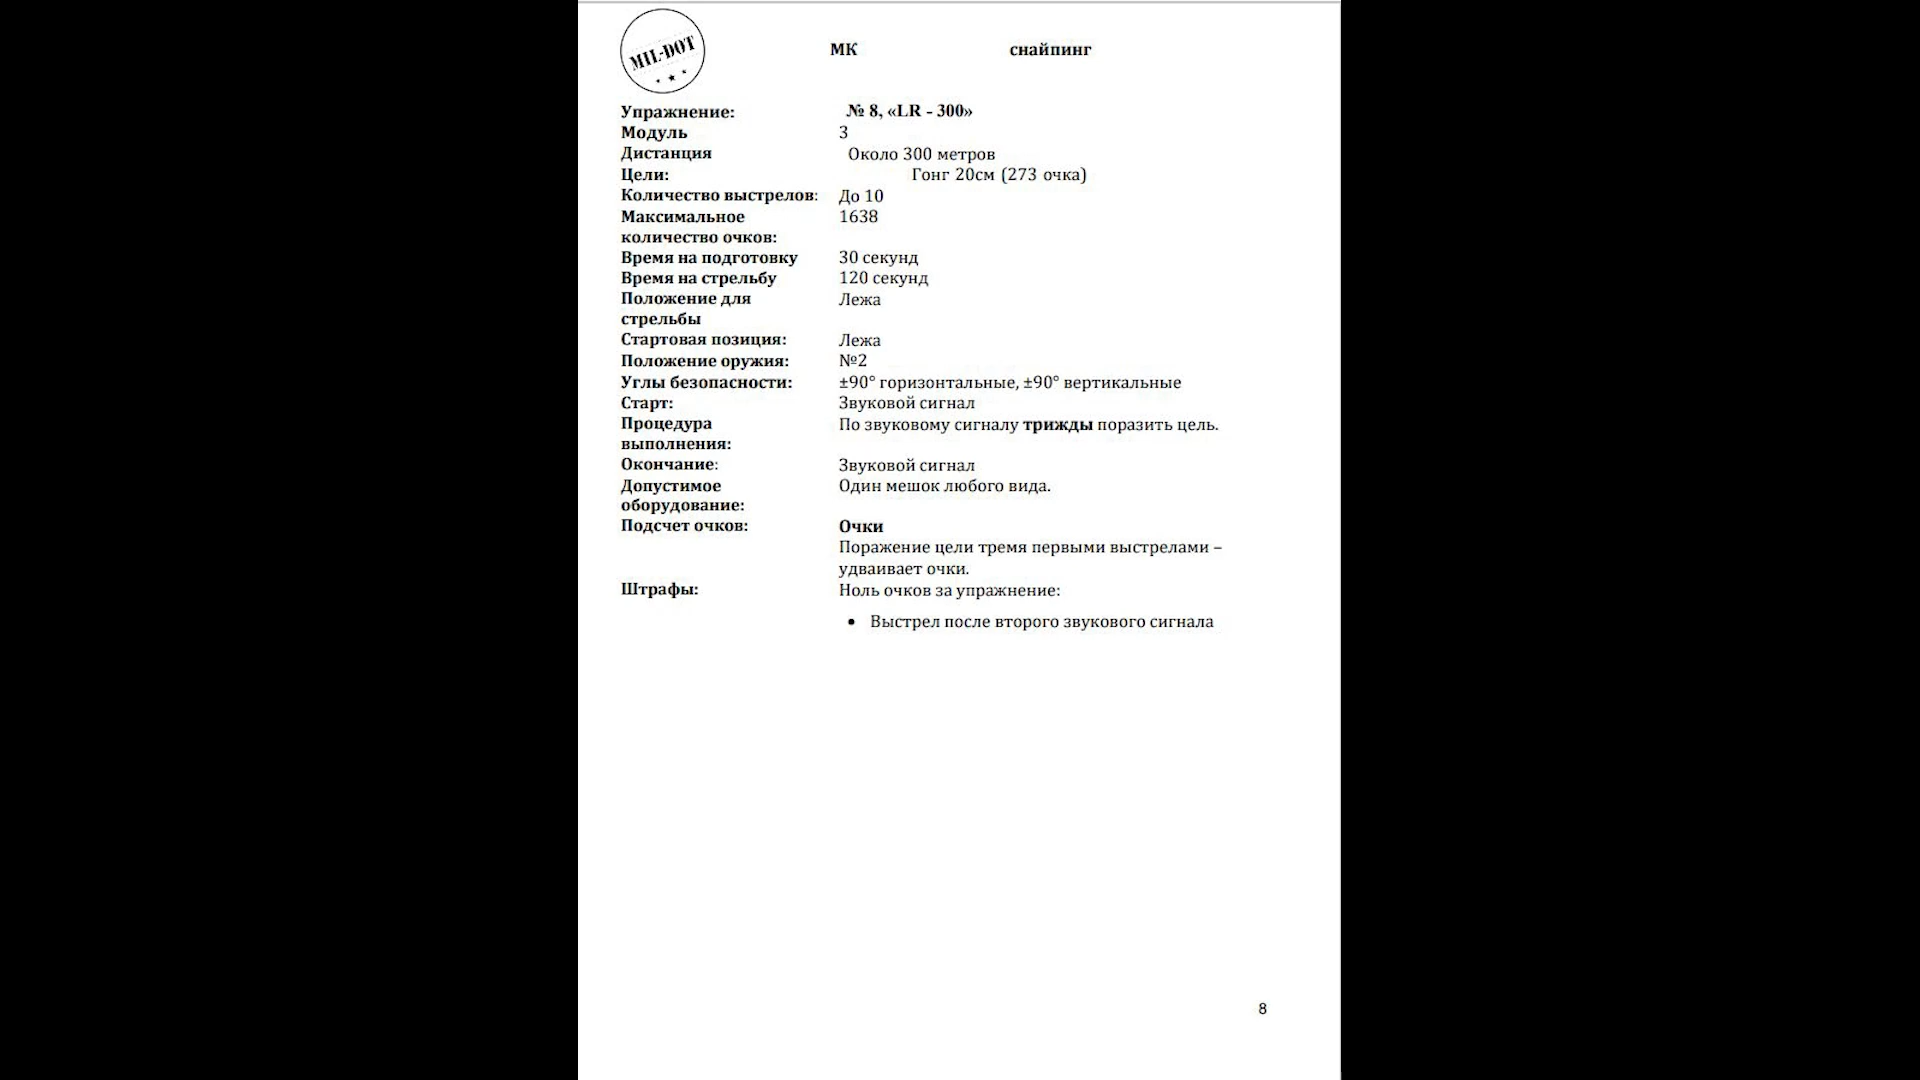 MIL-DOT
МК снайпинг
Упражнение: № 8, «LR - 300»
Модуль 3
Дистанция Около 300 метров
Цели: Гонг 20см (273 очка)
Количество выстрелов: До 10
Максимальное 1638
количество очков:
Время на подготовку 30 секунд
Время на стрельбу 120 секунд
Положение для Лежа
стрельбы
Стартовая позиция: Лежа
Положение оружия: №2
Углы безопасности: ±90° горизонтальные, ±90° вертикальные
Старт: Звуковой сигнал
Процедура По звуковому сигналу трижды поразить цель.
выполнения:
Окончание: Звуковой сигнал
Допустимое Один мешок любого вида.
оборудование:
Подсчет очков: Очки
Поражение цели тремя первыми выстрелами –
удваивает очки.
Штрафы: Ноль очков за упражнение:
• Выстрел после второго звукового сигнала
8